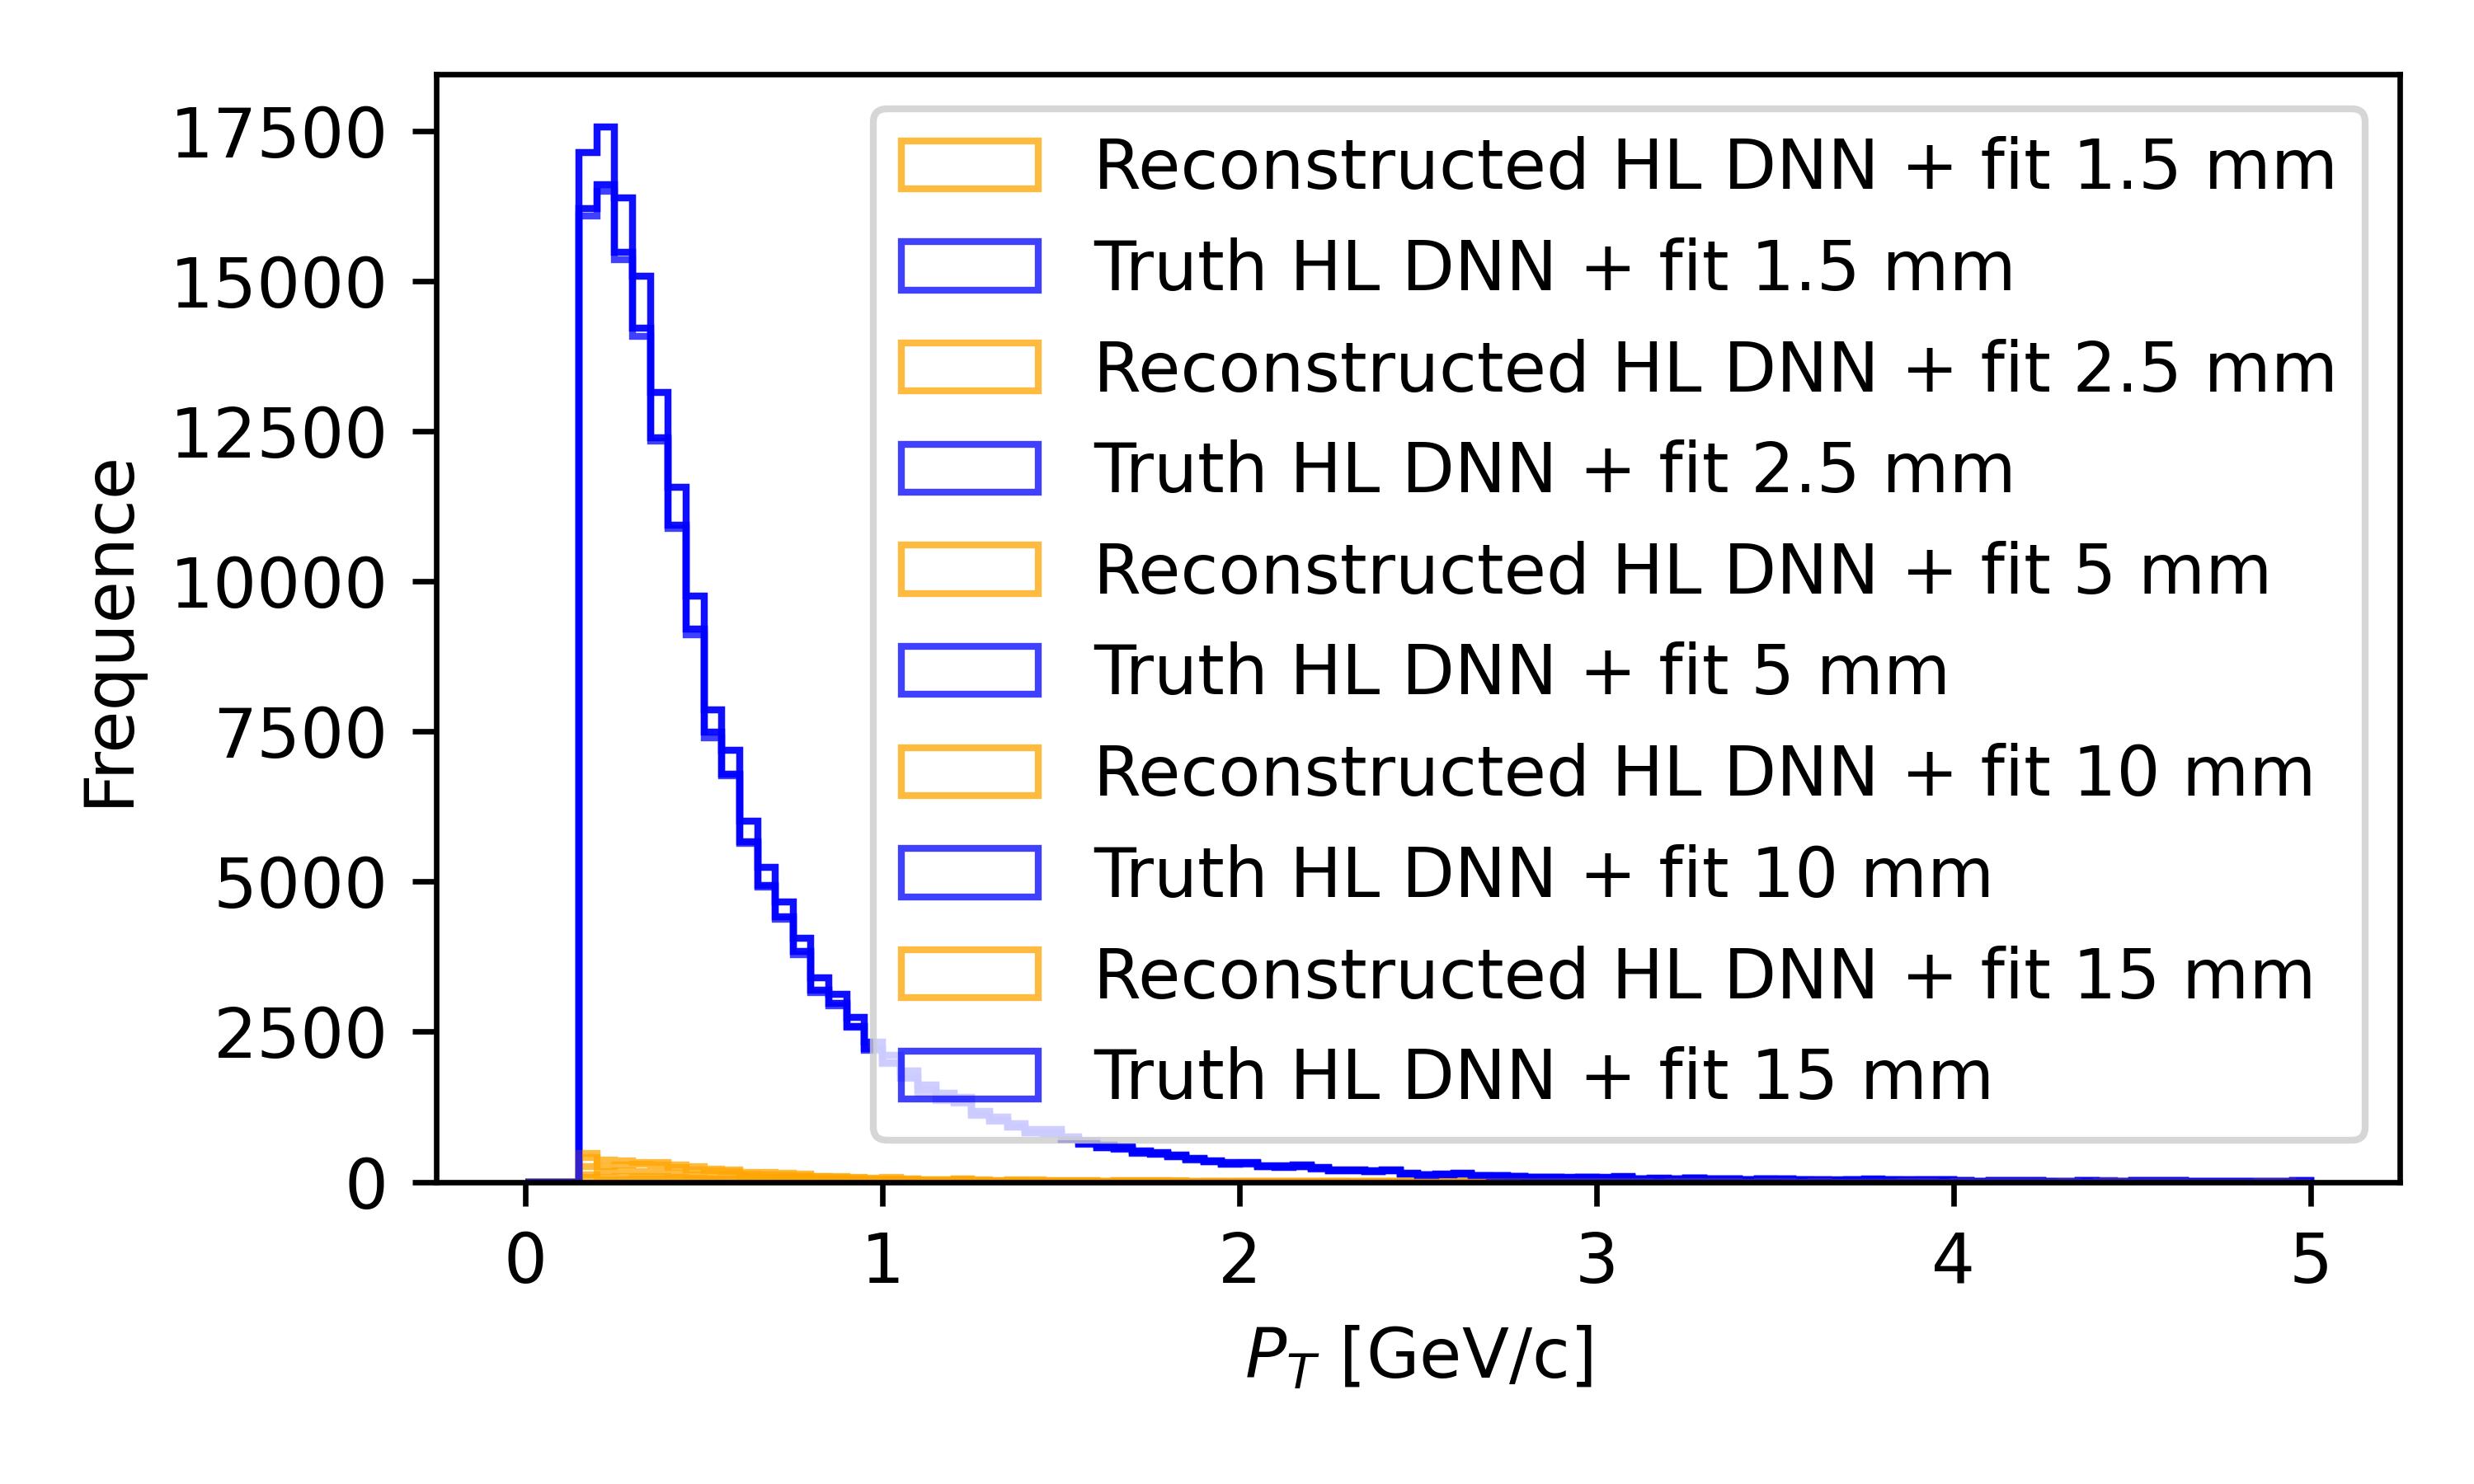 17500
15000
12500
10000
7500
5000
2500
0
Frequence
Reconstructed HL DNN + fit 1.5 mm
Truth HL DNN + fit 1.5 mm
Reconstructed HL DNN + fit 2.5 mm
Truth HL DNN + fit 2.5 mm
Reconstructed HL DNN + fit 5 mm
Truth HL DNN + fit 5 mm
Reconstructed HL DNN + fit 10 mm
Truth HL DNN + fit 10 mm
Reconstructed HL DNN + fit 15 mm
Truth HL DNN + fit 15 mm
0 1 2 3 4 5
P_T [GeV/c]